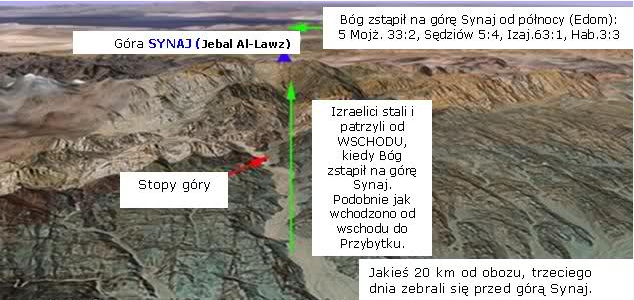 Bóg zstąpił na górę Synaj od północy (Edom):
5 Mojż. 33:2, Sędziów 5:4, Izaj.63:1, Hab.3:3
Góra SYNAJ (Jebal Al-Lawz)
Izraelici stali i
patrzyli od
WSCHODU,
kiedy Bóg
zstąpił na górę
Synaj.
Podobnie jak
wchodzono od
wschodu do
Przybytku.
Stopy góry
Jakieś 20 km od obozu, trzeciego
dnia zebrali się przed górą Synaj.